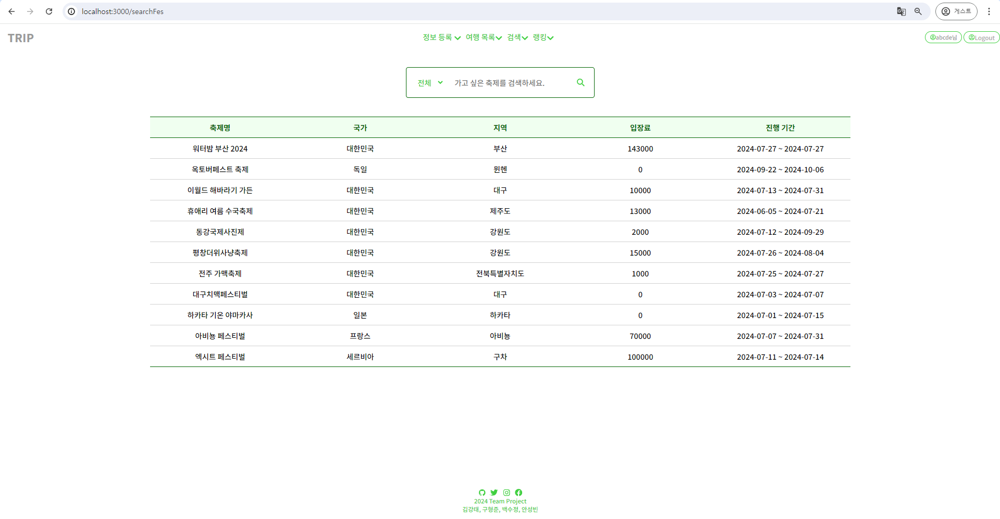 localhost:3000/searchFes 게스트
TRIP 정보 등록 여행 목록 검색 랭킹 abcde님 Logout
전체 가고 싶은 축제를 검색하세요.
축제명 국가 지역 입장료 진행 기간
워터밤 부산 2024 대한민국 부산 143000 2024-07-27 ~ 2024-07-27
옥토버페스트 축제 독일 뮌헨 0 2024-09-22 ~ 2024-10-06
이월드 해바라기 가든 대한민국 대구 10000 2024-07-13 ~ 2024-07-31
휴애리 여름 수국축제 대한민국 제주도 13000 2024-06-05 ~ 2024-07-21
동강국제사진제 대한민국 강원도 2000 2024-07-12 ~ 2024-09-29
평창더위사냥축제 대한민국 강원도 15000 2024-07-26 ~ 2024-08-04
전주 가맥축제 대한민국 전북특별자치도 1000 2024-07-25 ~ 2024-07-27
대구치맥페스티벌 대한민국 대구 0 2024-07-03 ~ 2024-07-07
하카타 기온 야마카사 일본 하카타 0 2024-07-01 ~ 2024-07-15
아비뇽 페스티벌 프랑스 아비뇽 70000 2024-07-07 ~ 2024-07-31
엑시트 페스티벌 세르비아 구차 100000 2024-07-11 ~ 2024-07-14
2024 Team Project
김강태, 구형준, 백수정, 안성빈